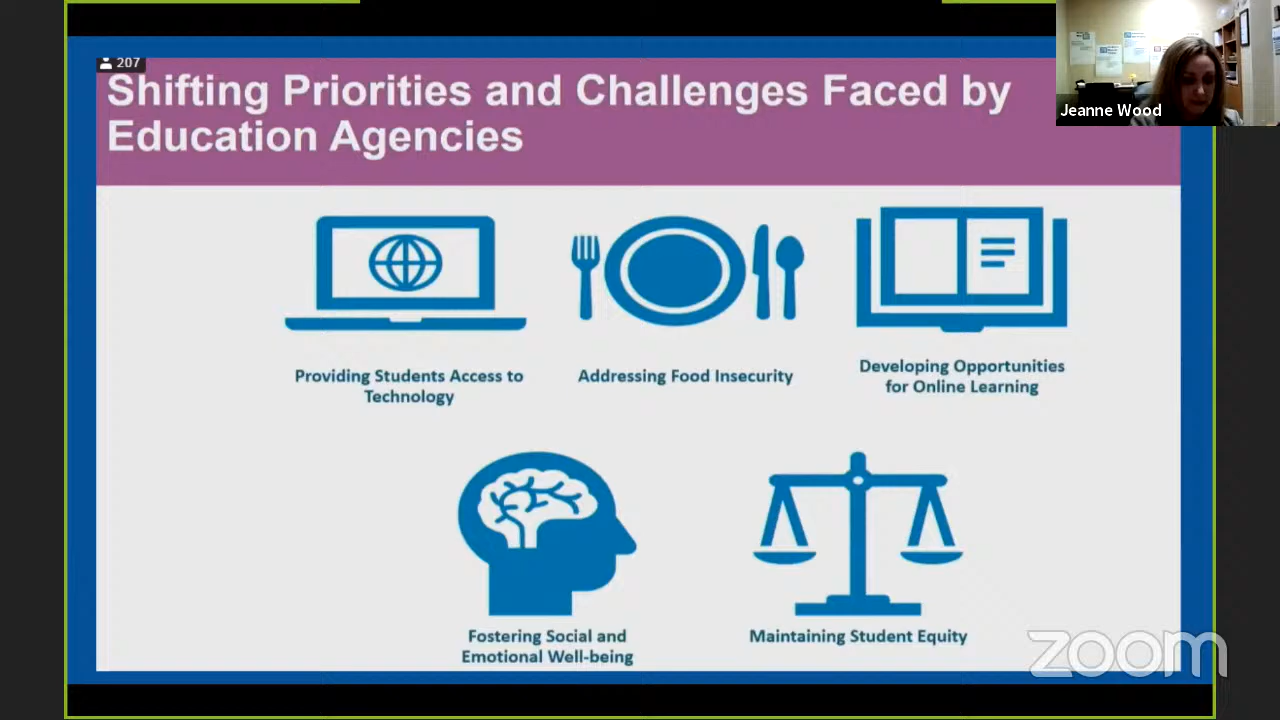 207
Shifting Priorities and Challenges Faced by
Education Agencies
Jeanne Wood
Providing Students Access to
Technology
Addressing Food Insecurity
Developing Opportunities
for Online Learning
Fostering Social and
Emotional Well-being
Maintaining Student Equity
zoom